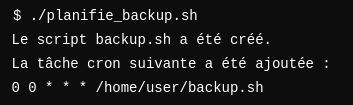 $ ./planifie_backup.sh
Le script backup.sh a été créé.
La tâche cron suivante a été ajoutée :
0 0 * * * /home/user/backup.sh